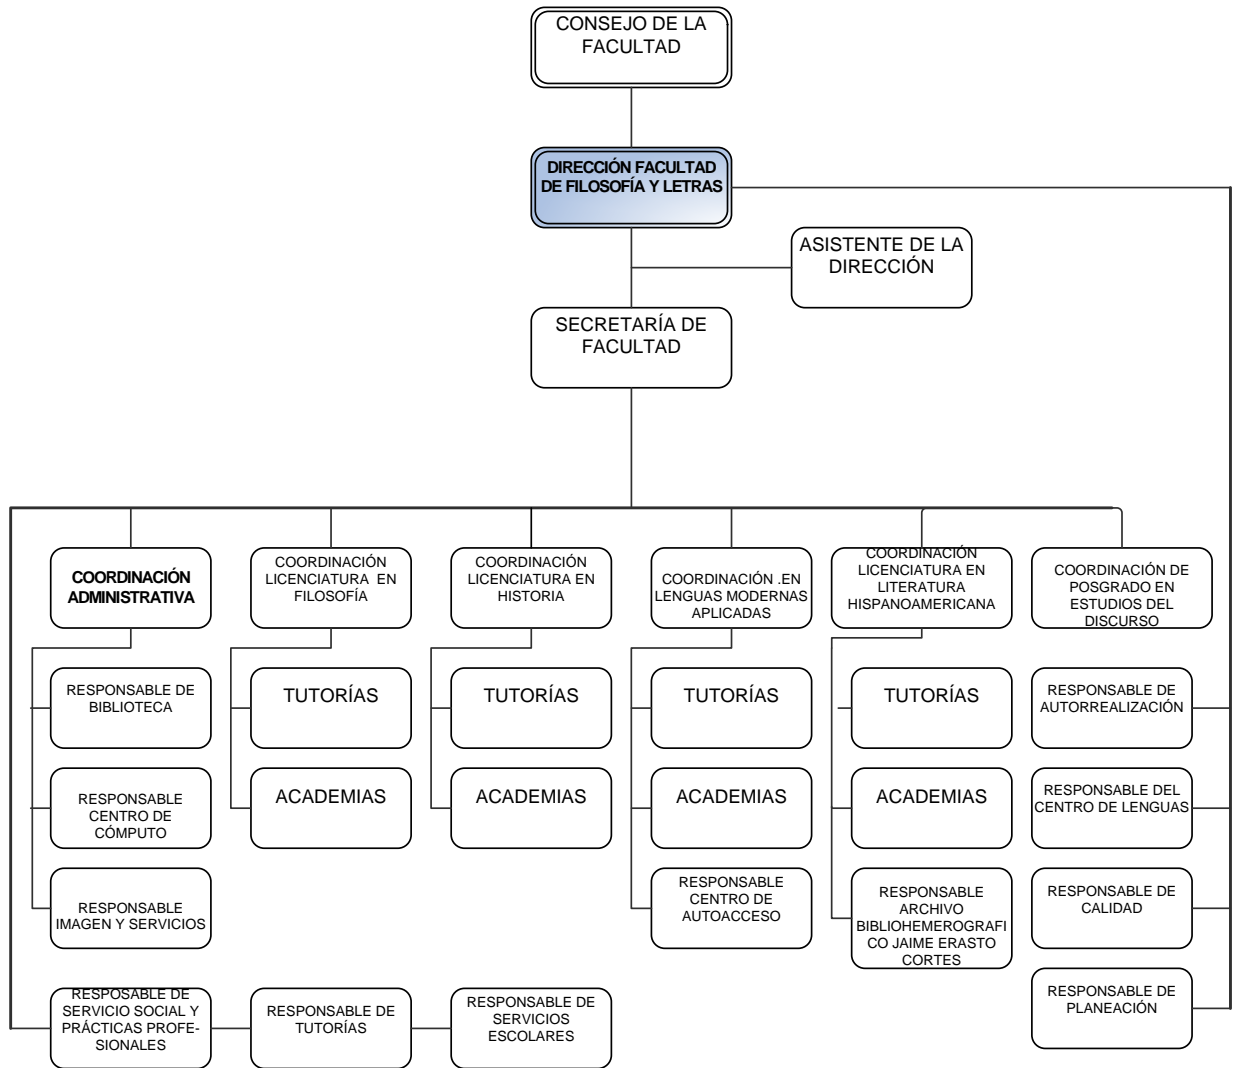 CONSEJO DE LA
FACULTAD
DIRECCIÓN FACULTAD
DE FILOSOFÍA Y LETRAS
ASISTENTE DE LA
DIRECCIÓN
SECRETARÍA DE
FACULTAD
COORDINACIÓN
ADMINISTRATIVA
COORDINACIÓN
LICENCIATURA EN
FILOSOFÍA
COORDINACIÓN
LICENCIATURA EN
HISTORIA
COORDINACIÓN .EN
LENGUAS MODERNAS
APLICADAS
COORDINACIÓN
LICENCIATURA EN
LITERATURA
HISPANOAMERICANA
COORDINACIÓN DE
POSGRADO EN
ESTUDIOS DEL
DISCURSO
RESPONSABLE DE
BIBLIOTECA
TUTORÍAS
TUTORÍAS
TUTORÍAS
TUTORÍAS
RESPONSABLE DE
AUTORREALIZACIÓN
RESPONSABLE
CENTRO DE
CÓMPUTO
ACADEMIAS
ACADEMIAS
ACADEMIAS
ACADEMIAS
RESPONSABLE DEL
CENTRO DE LENGUAS
RESPONSABLE
IMAGEN Y SERVICIOS
RESPONSABLE
CENTRO DE
AUTOACCESO
RESPONSABLE
ARCHIVO
BIBLIOHEMEROGRAFI
CO JAIME ERASTO
CORTES
RESPONSABLE DE
CALIDAD
RESPOSABLE DE
SERVICIO SOCIAL Y
PRÁCTICAS PROFE-
SIONALES
RESPONSABLE DE
TUTORÍAS
RESPONSABLE DE
SERVICIOS
ESCOLARES
RESPONSABLE DE
PLANEACIÓN